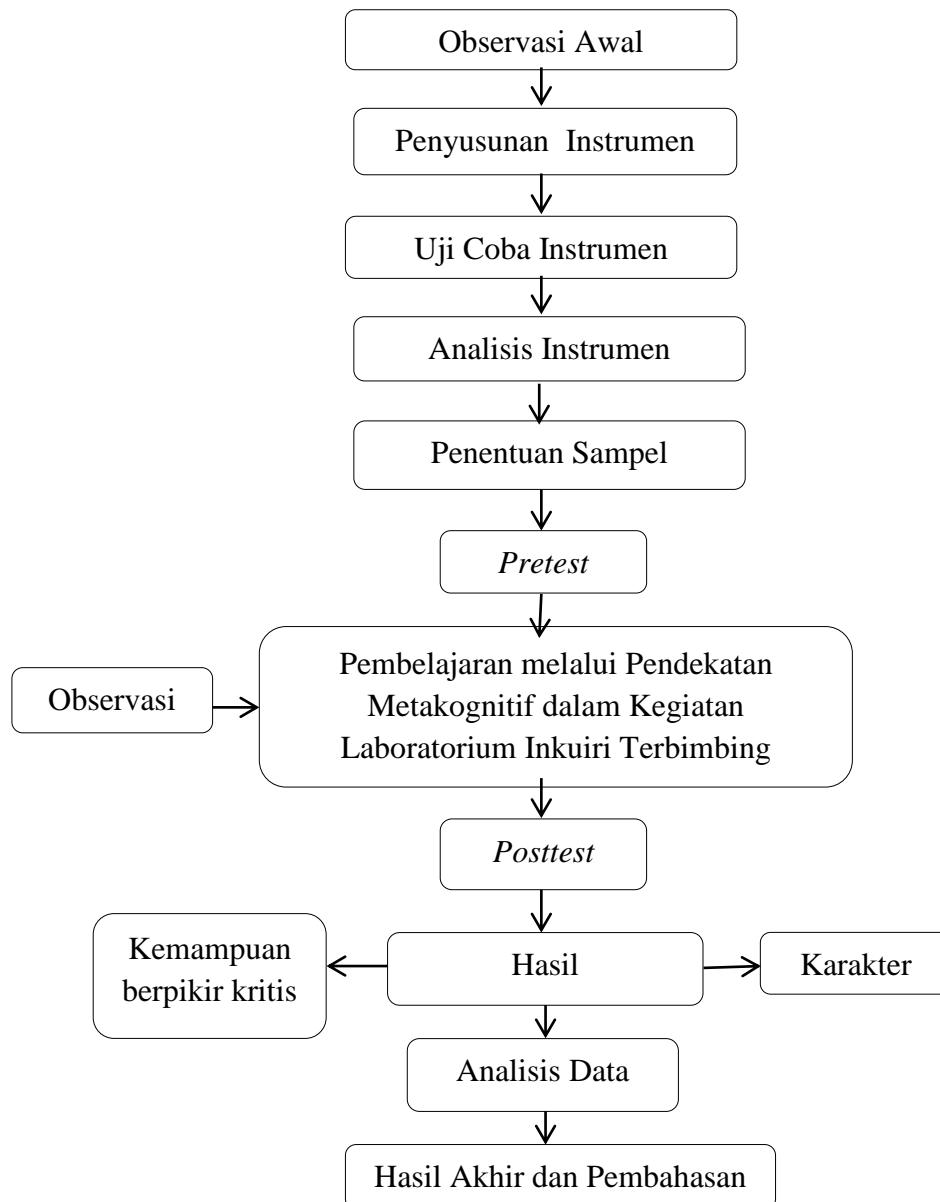 Observasi Awal
Penyusunan Instrumen
Uji Coba Instrumen
Analisis Instrumen
Penentuan Sampel
Pretest
Observasi
Pembelajaran melalui Pendekatan
Metakognitif dalam Kegiatan
Laboratorium Inkuiri Terbimbing
Posttest
Kemampuan
berpikir kritis
Hasil
Karakter
Analisis Data
Hasil Akhir dan Pembahasan